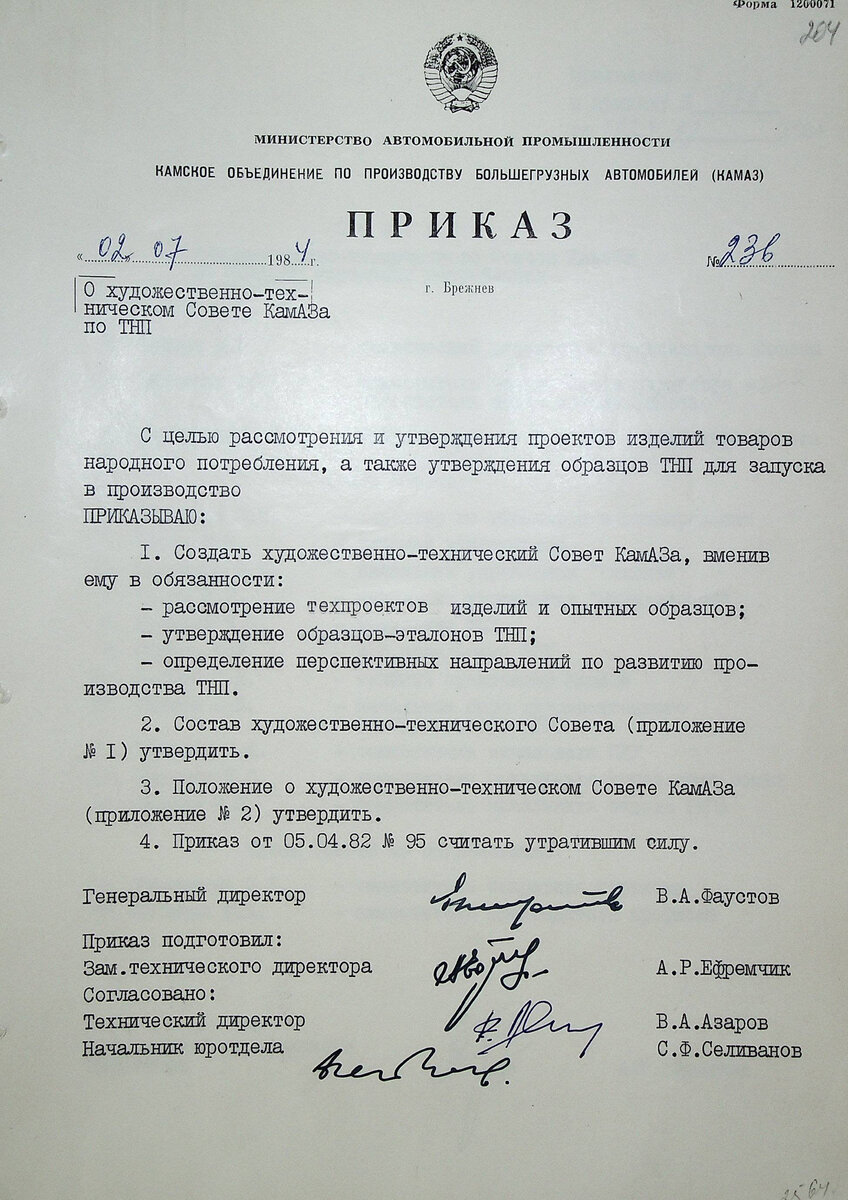 Форма 1200071
204
МИНИСТЕРСТВО АВТОМОБИЛЬНОЙ ПРОМЫШЛЕННОСТИ
КАМСКОЕ ОБЪЕДИНЕНИЕ ПО ПРОИЗВОДСТВУ БОЛЬШЕГРУЗНЫХ АВТОМОБИЛЕЙ (КАМАЗ)
ПРИКАЗ
«02» 07 1984 г. № 236
О художественно-тех-
ническом Совете КамАЗа
по ТНП
г. Брежнев
С целью рассмотрения и утверждения проектов изделий товаров
народного потребления, а также утверждения образцов ТНП для запуска
в производство
ПРИКАЗЫВАЮ:
1. Создать художественно-технический Совет КамАЗа, вменив
ему в обязанности:
- рассмотрение техпроектов изделий и опытных образцов;
- утверждение образцов-эталонов ТНП;
- определение перспективных направлений по развитию про-
изводства ТНП.
2. Состав художественно-технического Совета (приложение
№ 1) утвердить.
3. Положение о художественно-техническом Совете КамАЗа
(приложение № 2) утвердить.
4. Приказ от 05.04.82 № 95 считать утратившим силу.
Генеральный директор В.А.Фаустов
Приказ подготовил:
Зам.технического директора А.Р.Ефремчик
Согласовано:
Технический директор В.А.Азаров
Начальник юротдела С.Ф.Селиванов